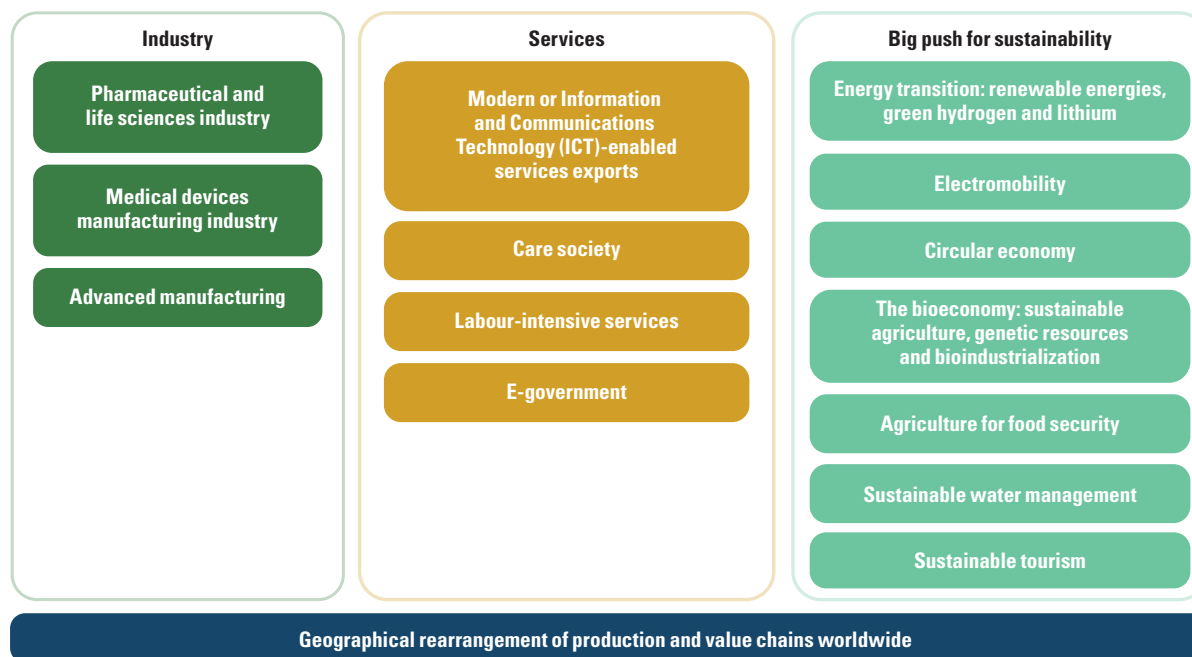 Industry
Pharmaceutical and
life sciences industry
Medical devices
manufacturing industry
Advanced manufacturing
Services
Modern or Information
and Communications
Technology (ICT)-enabled
services exports
Care society
Labour-intensive services
E-government
Big push for sustainability
Energy transition: renewable energies,
green hydrogen and lithium
Electromobility
Circular economy
The bioeconomy: sustainable
agriculture, genetic resources
and bioindustrialization
Agriculture for food security
Sustainable water management
Sustainable tourism
Geographical rearrangement of production and value chains worldwide